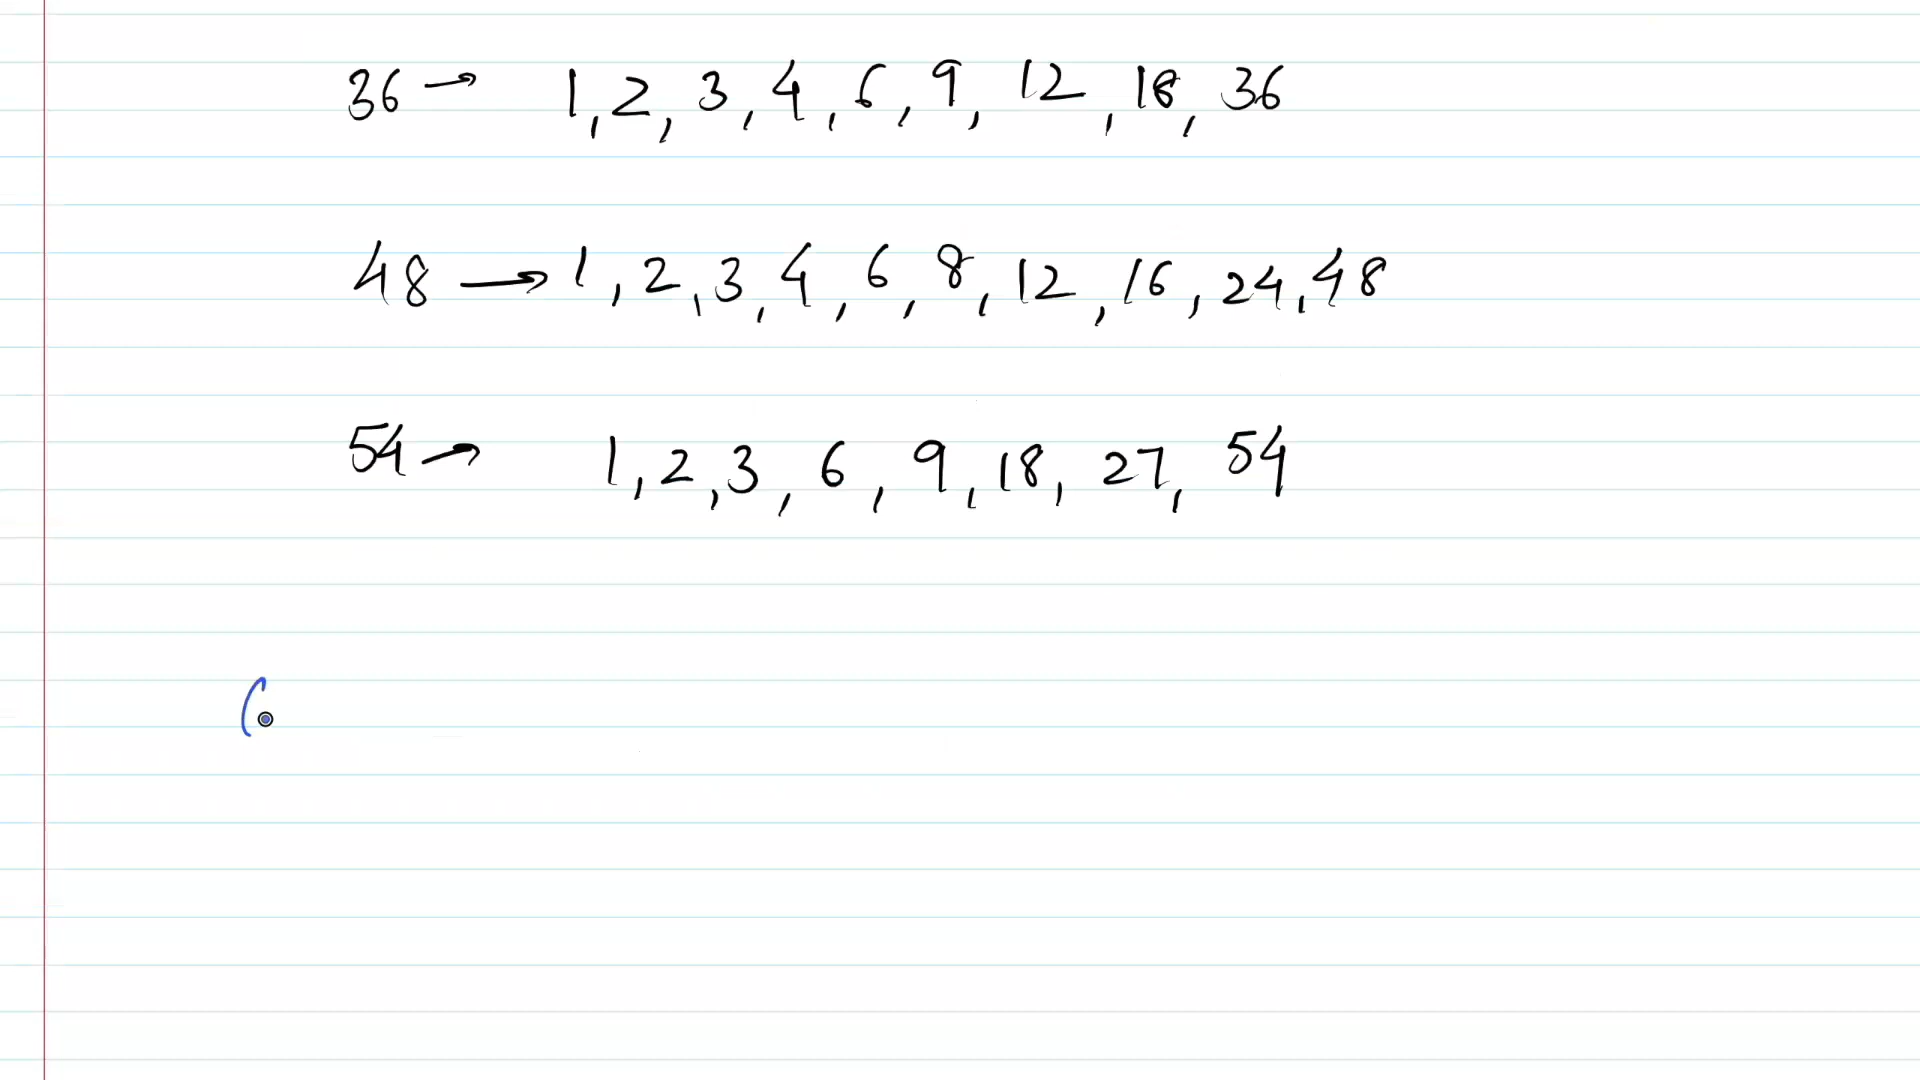 36 → 1, 2, 3, 4, 6, 9, 12, 18, 36
48 → 1, 2, 3, 4, 6, 8, 12, 16, 24, 48
54 → 1, 2, 3, 6, 9, 18, 27, 54
(